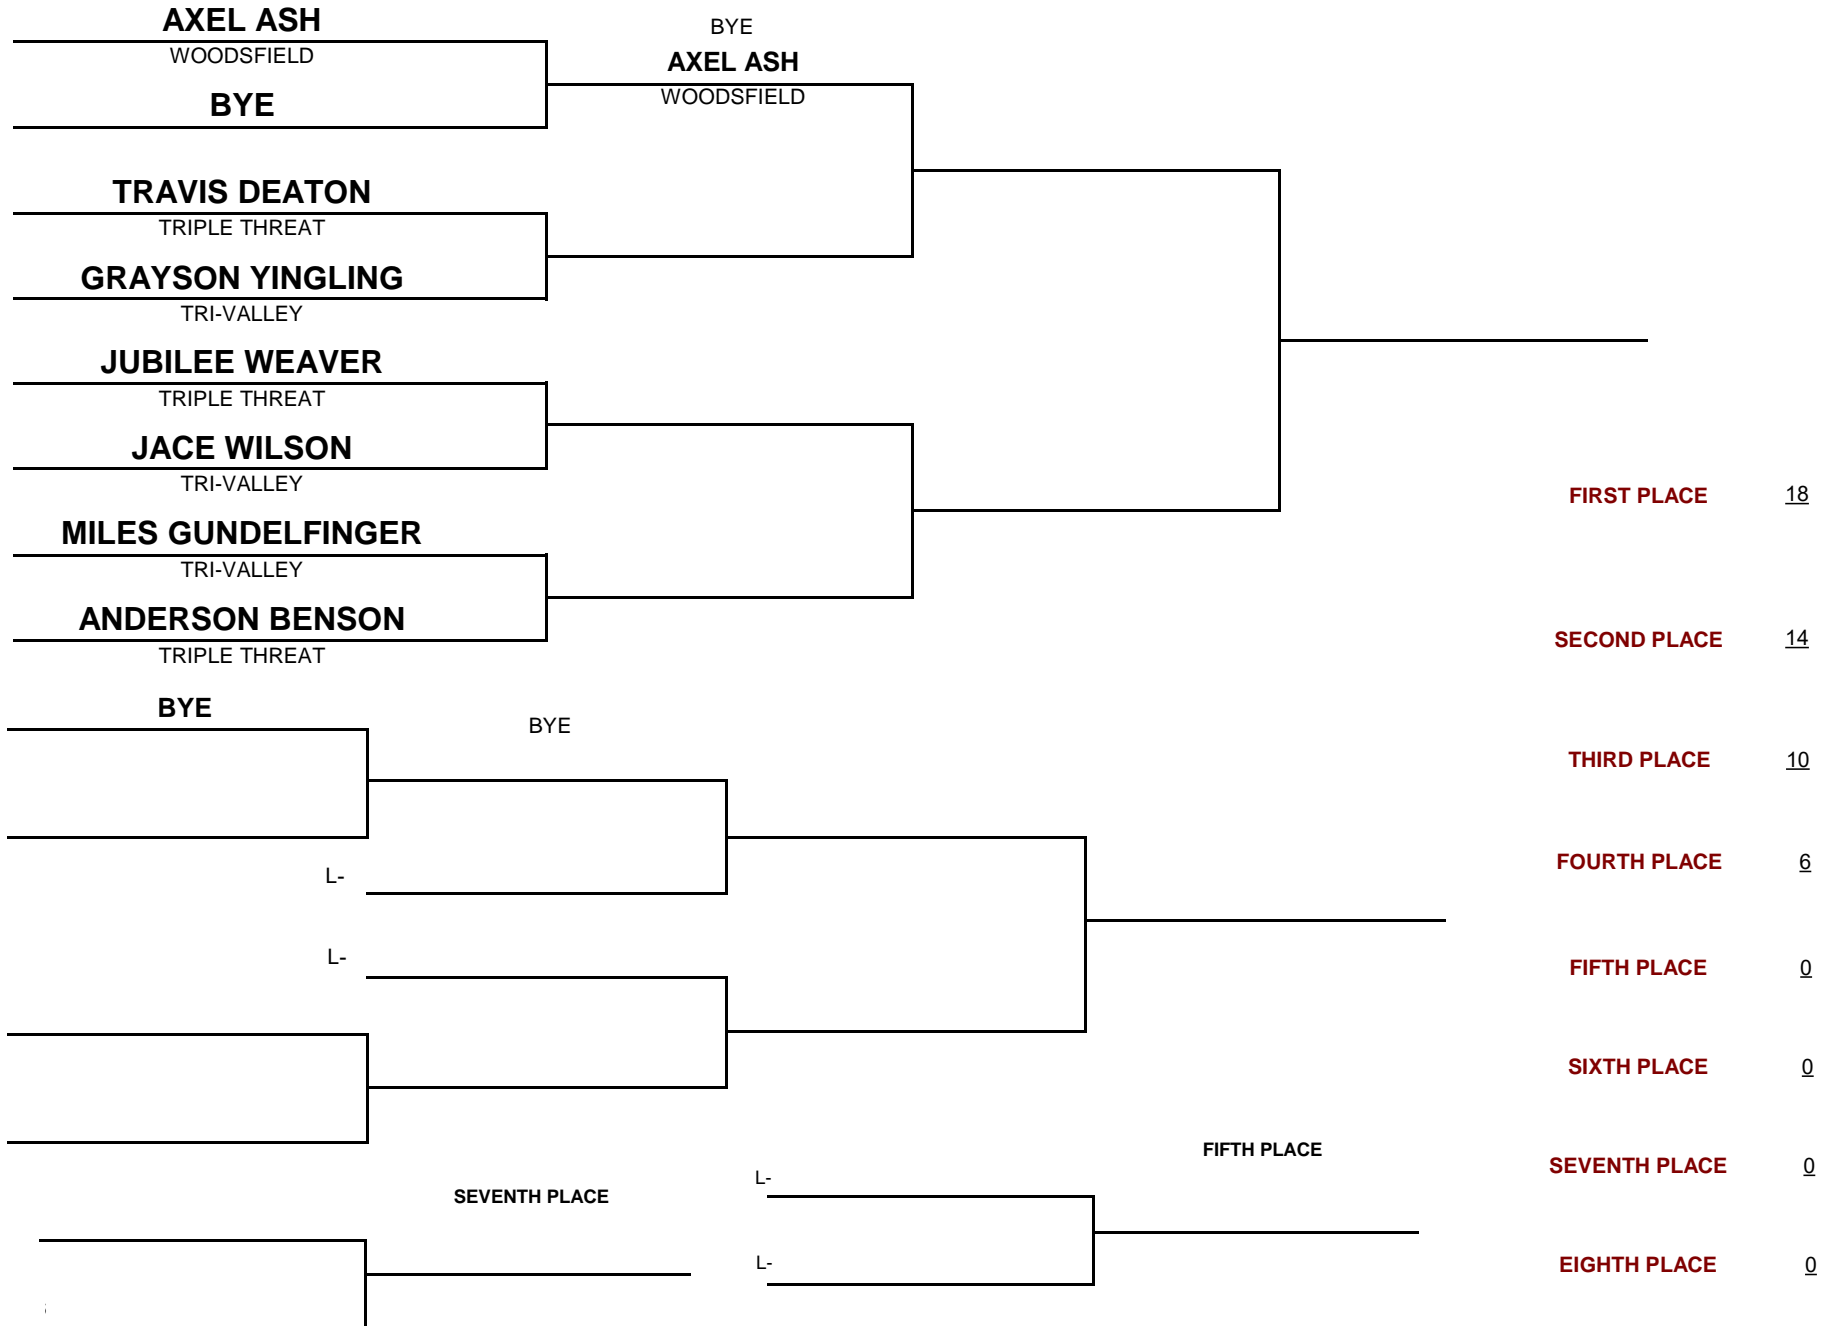 AXEL ASH
WOODSFIELD
BYE
BYE
AXEL ASH
WOODSFIELD
TRAVIS DEATON
TRIPLE THREAT
GRAYSON YINGLING
TRI-VALLEY
JUBILEE WEAVER
TRIPLE THREAT
JACE WILSON
TRI-VALLEY
MILES GUNDELFINGER
TRI-VALLEY
ANDERSON BENSON
TRIPLE THREAT
FIRST PLACE 18
SECOND PLACE 14
BYE
BYE
THIRD PLACE 10
L-
FOURTH PLACE 6
L-
FIFTH PLACE 0
SIXTH PLACE 0
FIFTH PLACE
SEVENTH PLACE 0
L-
SEVENTH PLACE
L-
EIGHTH PLACE 0